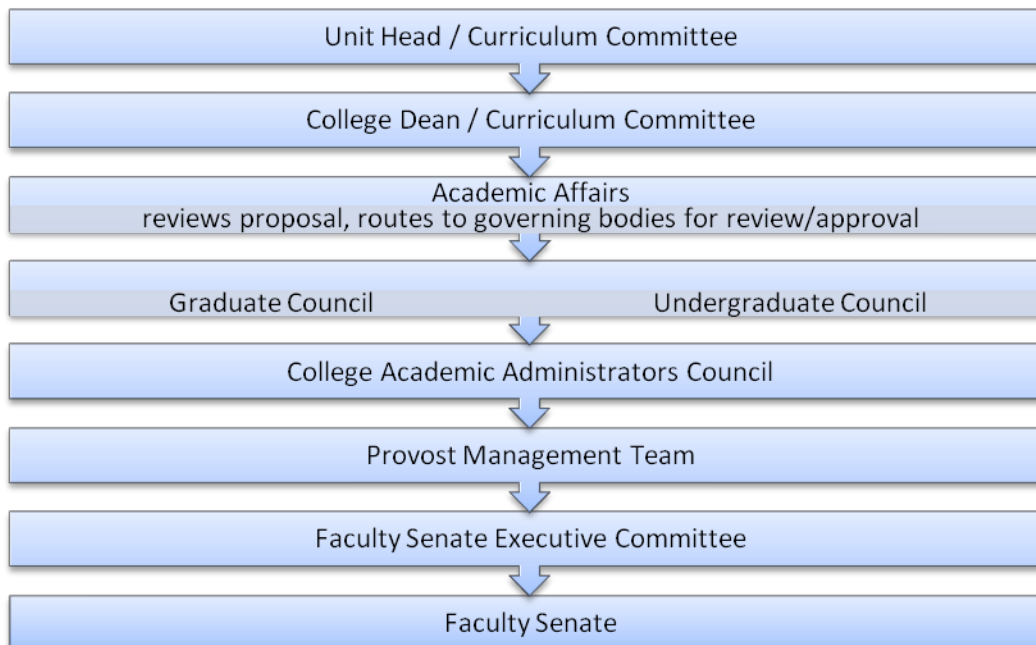 Unit Head / Curriculum Committee
College Dean / Curriculum Committee
Academic Affairs
reviews proposal, routes to governing bodies for review/approval
Graduate Council Undergraduate Council
College Academic Administrators Council
Provost Management Team
Faculty Senate Executive Committee
Faculty Senate